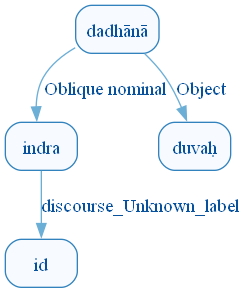 dadhānā
Oblique nominal Object
indra duvaḥ
discourse_Unknown_label
id